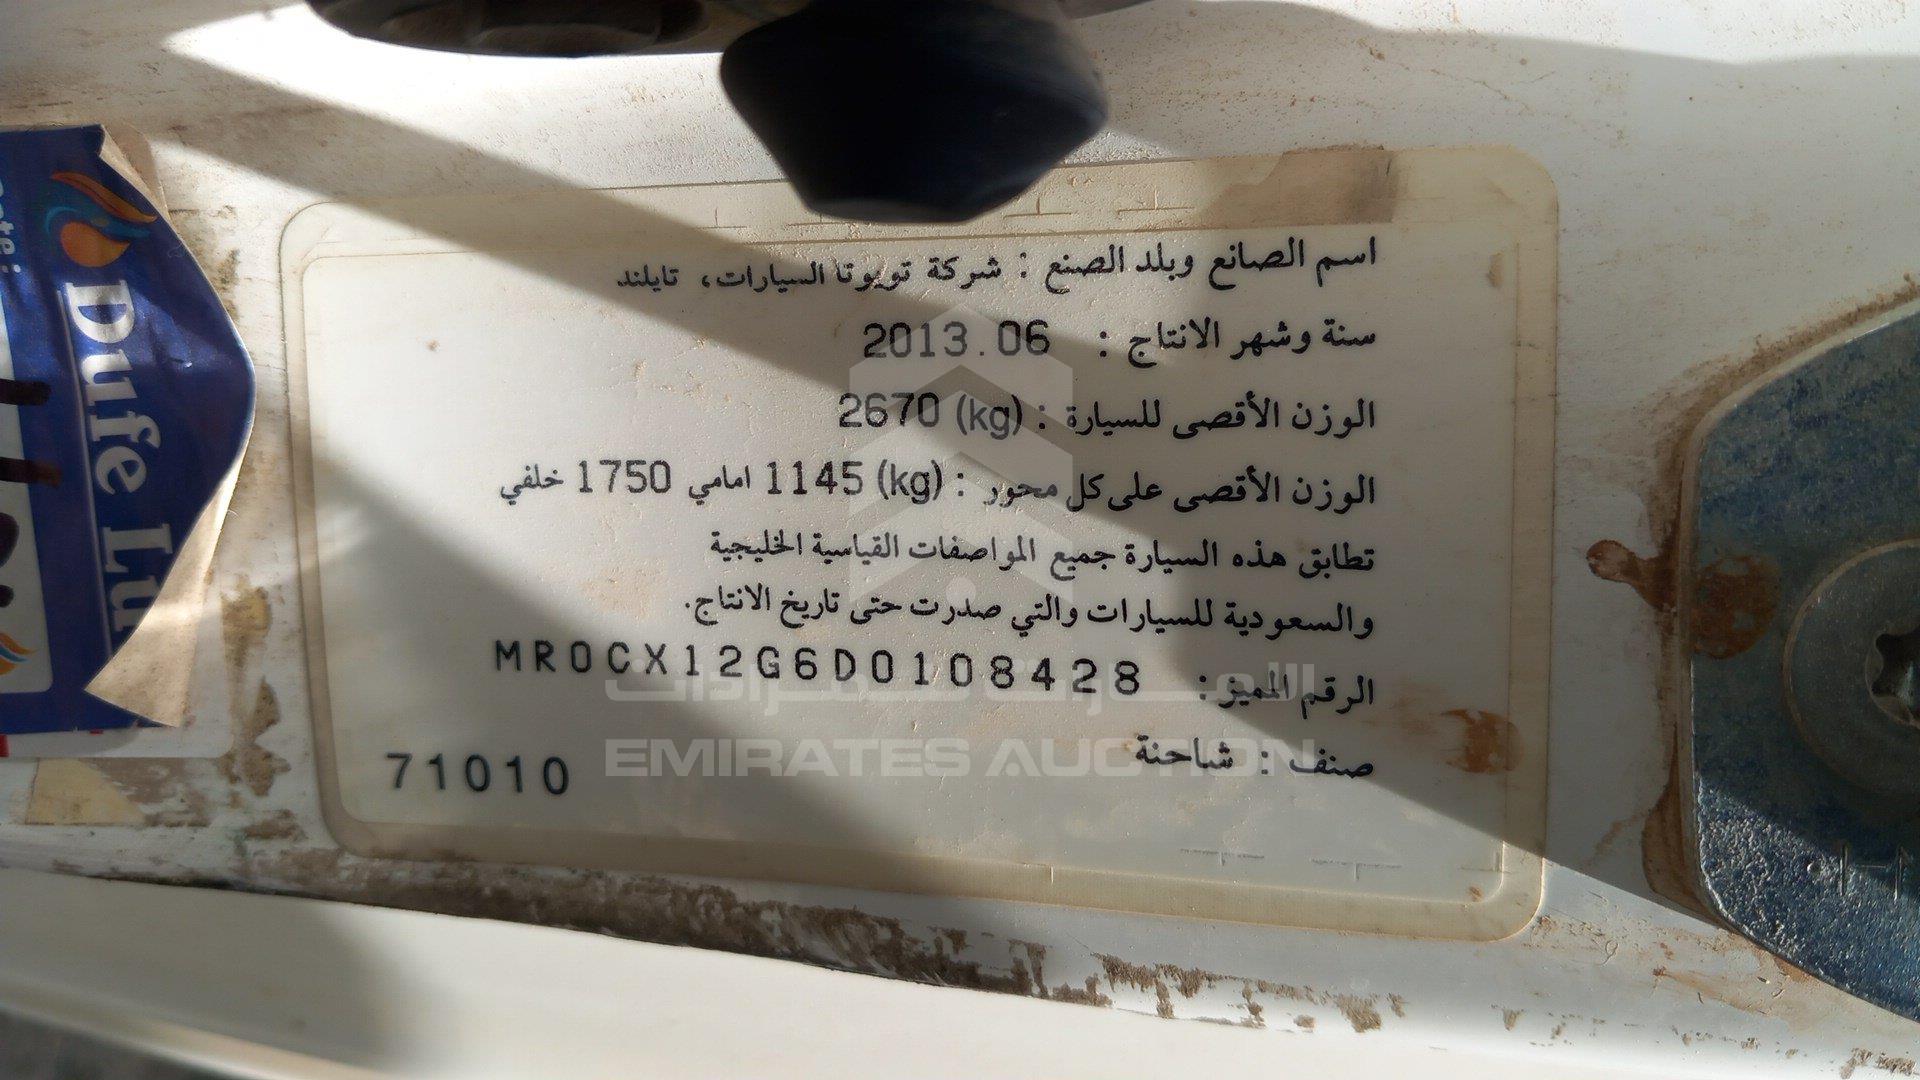 اسم الصانع وبلد الصنع : شركة تويوتا السيارات، تايلند
سنة وشهر الانتاج : 2013.06
الوزن الأقصى للسيارة : 2670 (kg)
الوزن الأقصى على كل محور : (kg) 1145 امامي 1750 خلفي
تطابق هذه السيارة جميع المواصفات القياسية الخليجية
والسعودية للسيارات والتي صدرت حتى تاريخ الانتاج.
الرقم المميز : MR0CX12G6D0108428
صنف : شاحنة
71010
الإمارات للمزادات
EMIRATES AUCTION
Dufe Lu